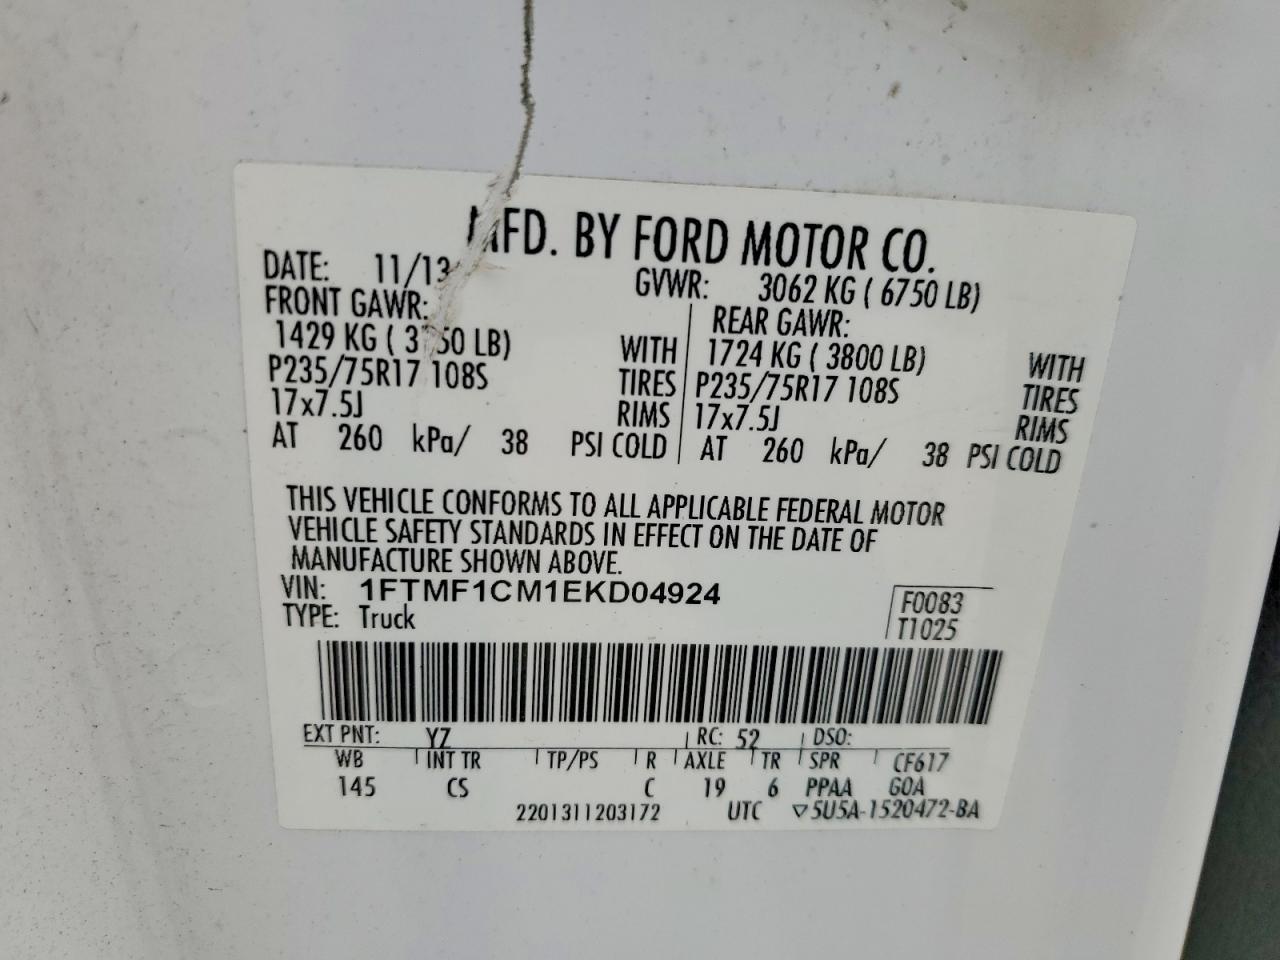 MFD. BY FORD MOTOR CO.
DATE: 11/13 GVWR: 3062 KG ( 6750 LB)
FRONT GAWR: REAR GAWR:
1429 KG ( 3750 LB) WITH 1724 KG ( 3800 LB) WITH
P235/75R17 108S TIRES P235/75R17 108S TIRES
17x7.5J RIMS 17x7.5J RIMS
AT 260 kPa/ 38 PSI COLD AT 260 kPa/ 38 PSI COLD
THIS VEHICLE CONFORMS TO ALL APPLICABLE FEDERAL MOTOR
VEHICLE SAFETY STANDARDS IN EFFECT ON THE DATE OF
MANUFACTURE SHOWN ABOVE.
VIN: 1FTMF1CM1EKD04924 F0083
TYPE: Truck T1025
EXT PNT: YZ RC: 52 DSO:
WB INT TR TP/PS R AXLE TR SPR CF617
145 CS C 19 6 PPAA GOA
2201311203172 UTC ▽5U5A-1520472-BA